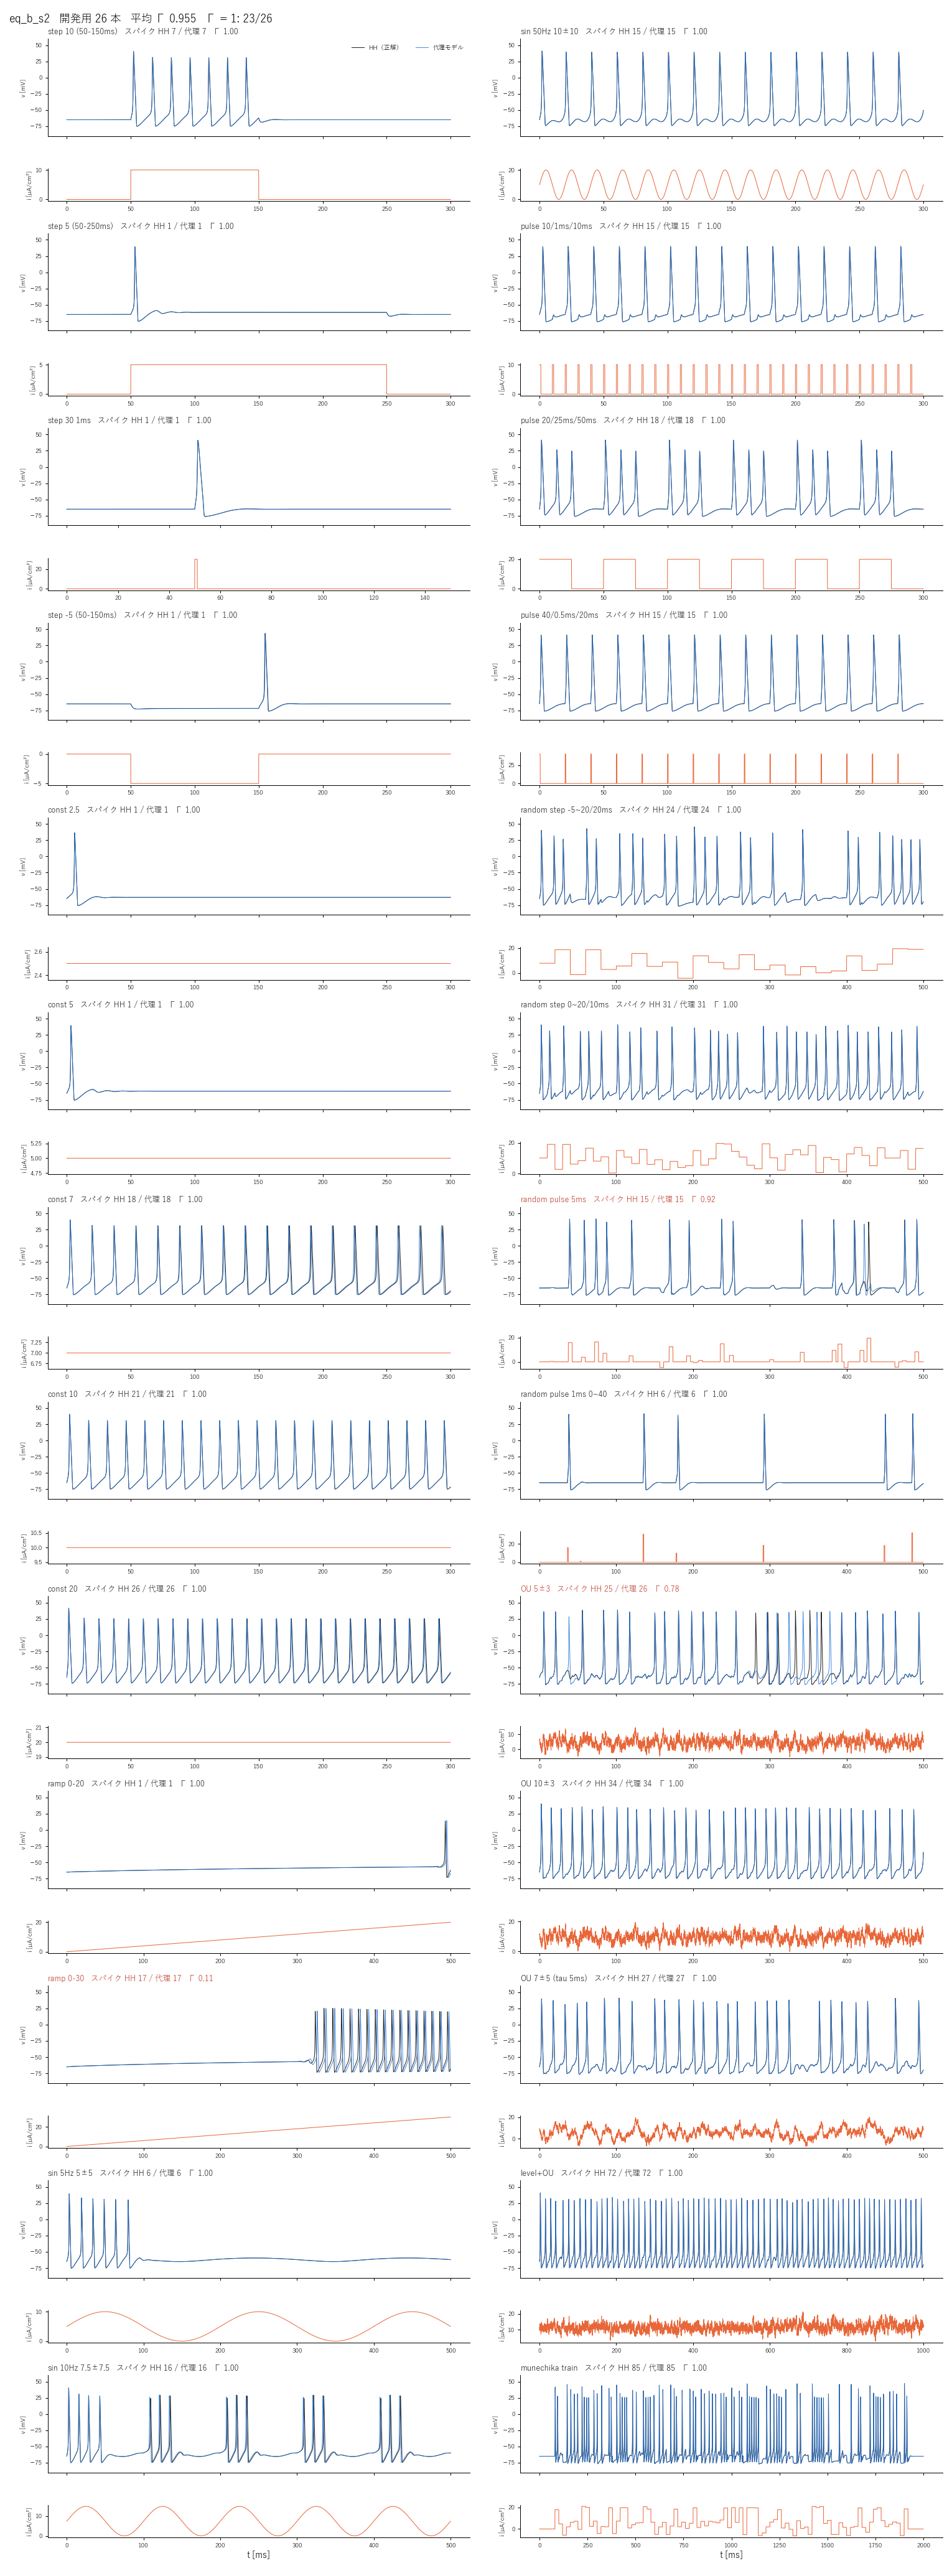 eq_b_s2 開発用 26 本 平均 Γ 0.955 Γ = 1: 23/26
step 10 (50-150ms) スパイク HH 7 / 代理 7 Γ 1.00
HH（正解） 代理モデル
sin 50Hz 10±10 スパイク HH 15 / 代理 15 Γ 1.00
step 5 (50-250ms) スパイク HH 1 / 代理 1 Γ 1.00
pulse 10/1ms/10ms スパイク HH 15 / 代理 15 Γ 1.00
step 30 1ms スパイク HH 1 / 代理 1 Γ 1.00
pulse 20/25ms/50ms スパイク HH 18 / 代理 18 Γ 1.00
step -5 (50-150ms) スパイク HH 1 / 代理 1 Γ 1.00
pulse 40/0.5ms/20ms スパイク HH 15 / 代理 15 Γ 1.00
const 2.5 スパイク HH 1 / 代理 1 Γ 1.00
random step -5~20/20ms スパイク HH 24 / 代理 24 Γ 1.00
const 5 スパイク HH 1 / 代理 1 Γ 1.00
random step 0~20/10ms スパイク HH 31 / 代理 31 Γ 1.00
const 7 スパイク HH 18 / 代理 18 Γ 1.00
random pulse 5ms スパイク HH 15 / 代理 15 Γ 0.92
const 10 スパイク HH 21 / 代理 21 Γ 1.00
random pulse 1ms 0~40 スパイク HH 6 / 代理 6 Γ 1.00
const 20 スパイク HH 26 / 代理 26 Γ 1.00
OU 5±3 スパイク HH 25 / 代理 26 Γ 0.78
ramp 0-20 スパイク HH 1 / 代理 1 Γ 1.00
OU 10±3 スパイク HH 34 / 代理 34 Γ 1.00
ramp 0-30 スパイク HH 17 / 代理 17 Γ 0.11
OU 7±5 (tau 5ms) スパイク HH 27 / 代理 27 Γ 1.00
sin 5Hz 5±5 スパイク HH 6 / 代理 6 Γ 1.00
level+OU スパイク HH 72 / 代理 72 Γ 1.00
sin 10Hz 7.5±7.5 スパイク HH 16 / 代理 16 Γ 1.00
munechika train スパイク HH 85 / 代理 85 Γ 1.00
v [mV]
i [μA/cm²]
t [ms]
t [ms]